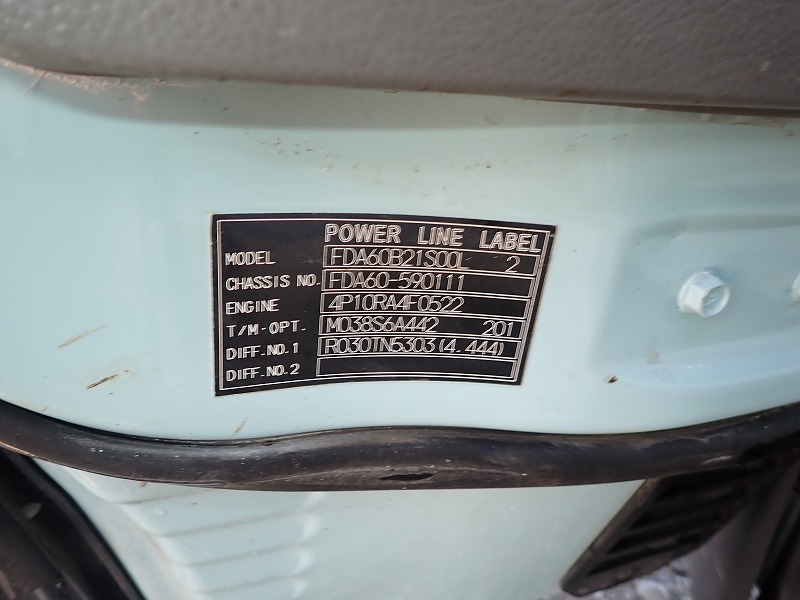 POWER LINE LABEL
MODEL FDA60B21S00L 2
CHASSIS NO. FDA60-590111
ENGINE 4P10RA4F0522
T/M-OPT. M038S6A442 201
DIFF.NO.1 R030TN5303(4.444)
DIFF.NO.2